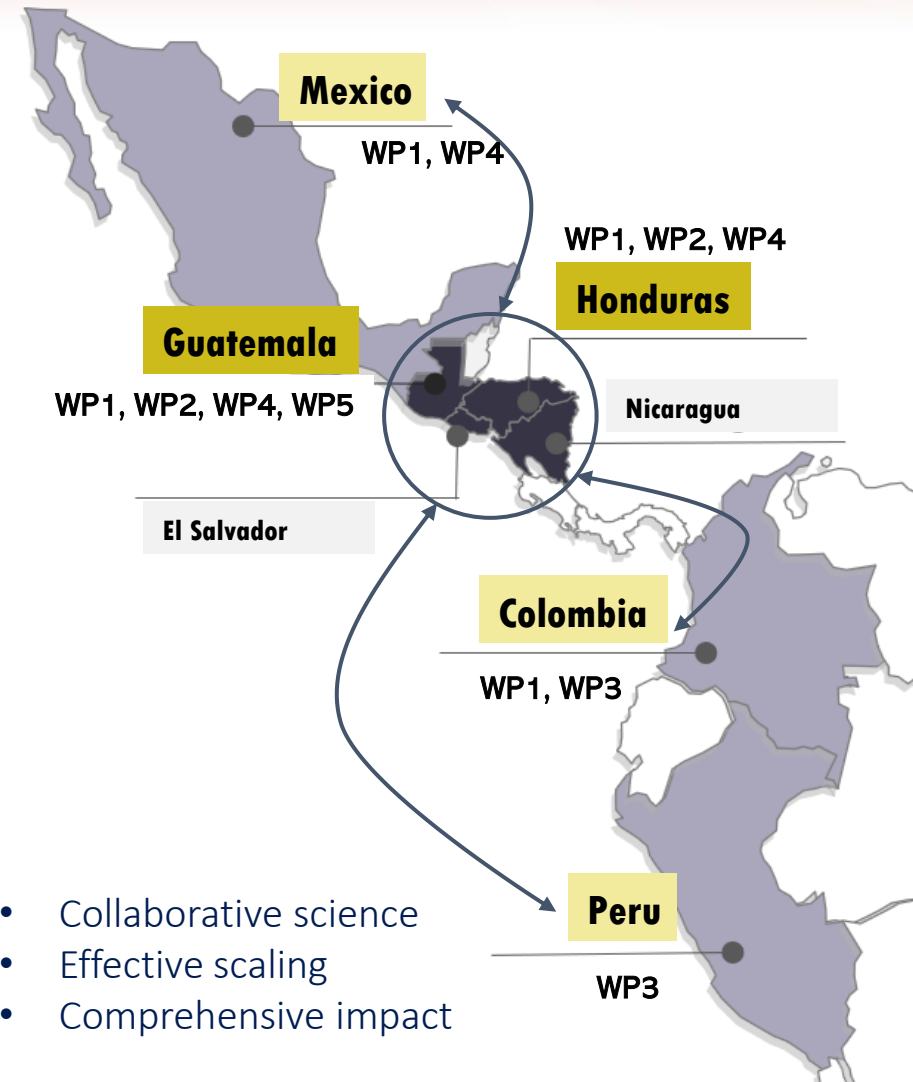 Mexico
WP1, WP4
WP1, WP2, WP4
Honduras
Guatemala
WP1, WP2, WP4, WP5
Nicaragua
El Salvador
Colombia
WP1, WP3
Peru
WP3
• Collaborative science
• Effective scaling
• Comprehensive impact